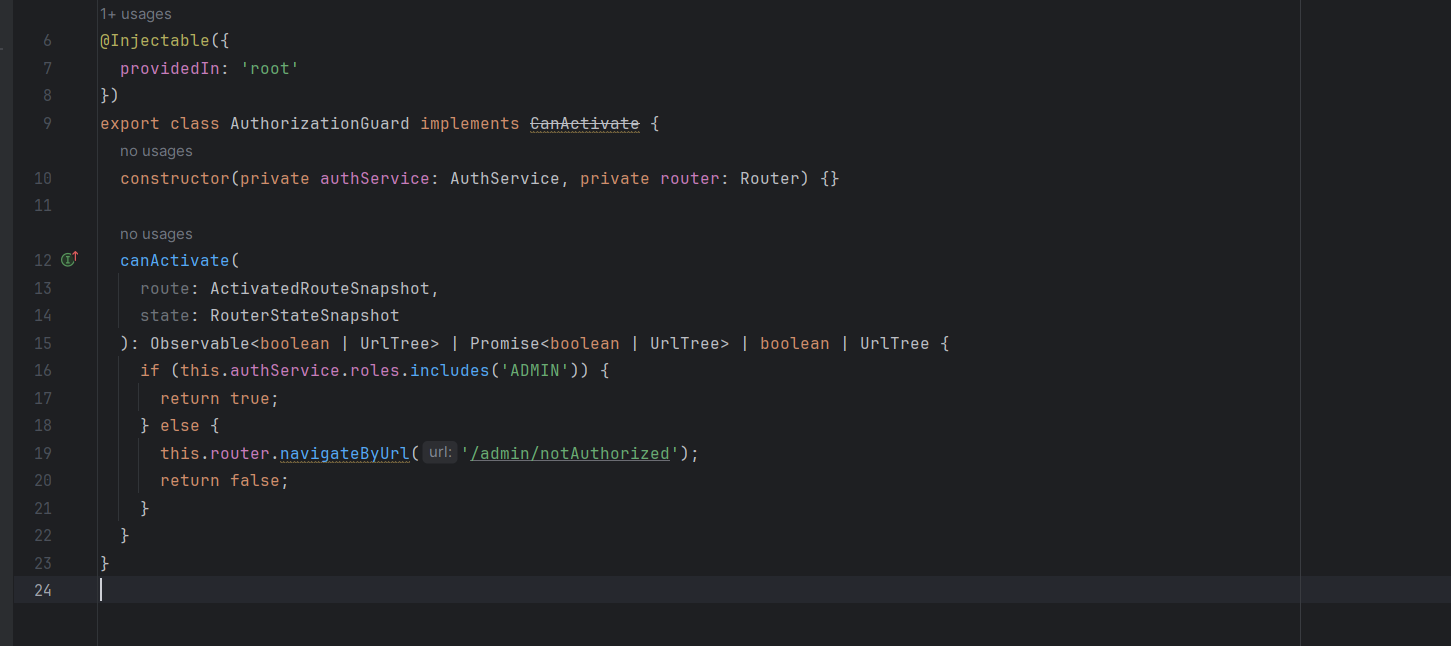 1+ usages
6 @Injectable({
7   providedIn: 'root'
8 })
9 export class AuthorizationGuard implements CanActivate {
no usages
10   constructor(private authService: AuthService, private router: Router) {}
11
no usages
12   canActivate(
13     route: ActivatedRouteSnapshot,
14     state: RouterStateSnapshot
15   ): Observable<boolean | UrlTree> | Promise<boolean | UrlTree> | boolean | UrlTree {
16     if (this.authService.roles.includes('ADMIN')) {
17       return true;
18     } else {
19       this.router.navigateByUrl( url: '/admin/notAuthorized');
20       return false;
21     }
22   }
23 }
24